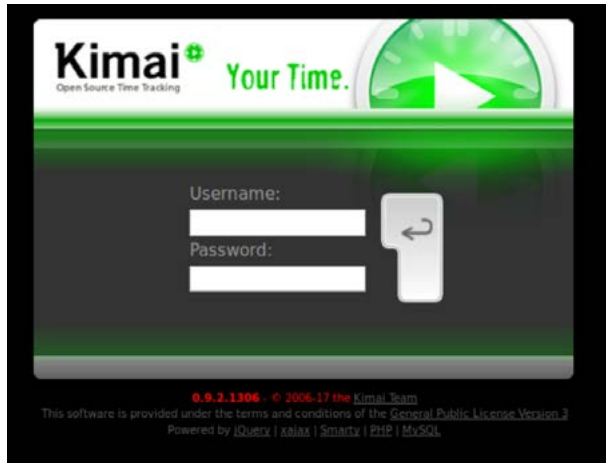 Kimai
Open Source Time Tracking
Your Time.
Username:
Password:
0.9.2.1306 - © 2006-17 the Kimai Team
This software is provided under the terms and conditions of the General Public License Version 3
Powered by jQuery | xajax | Smarty | PHP | MySQL